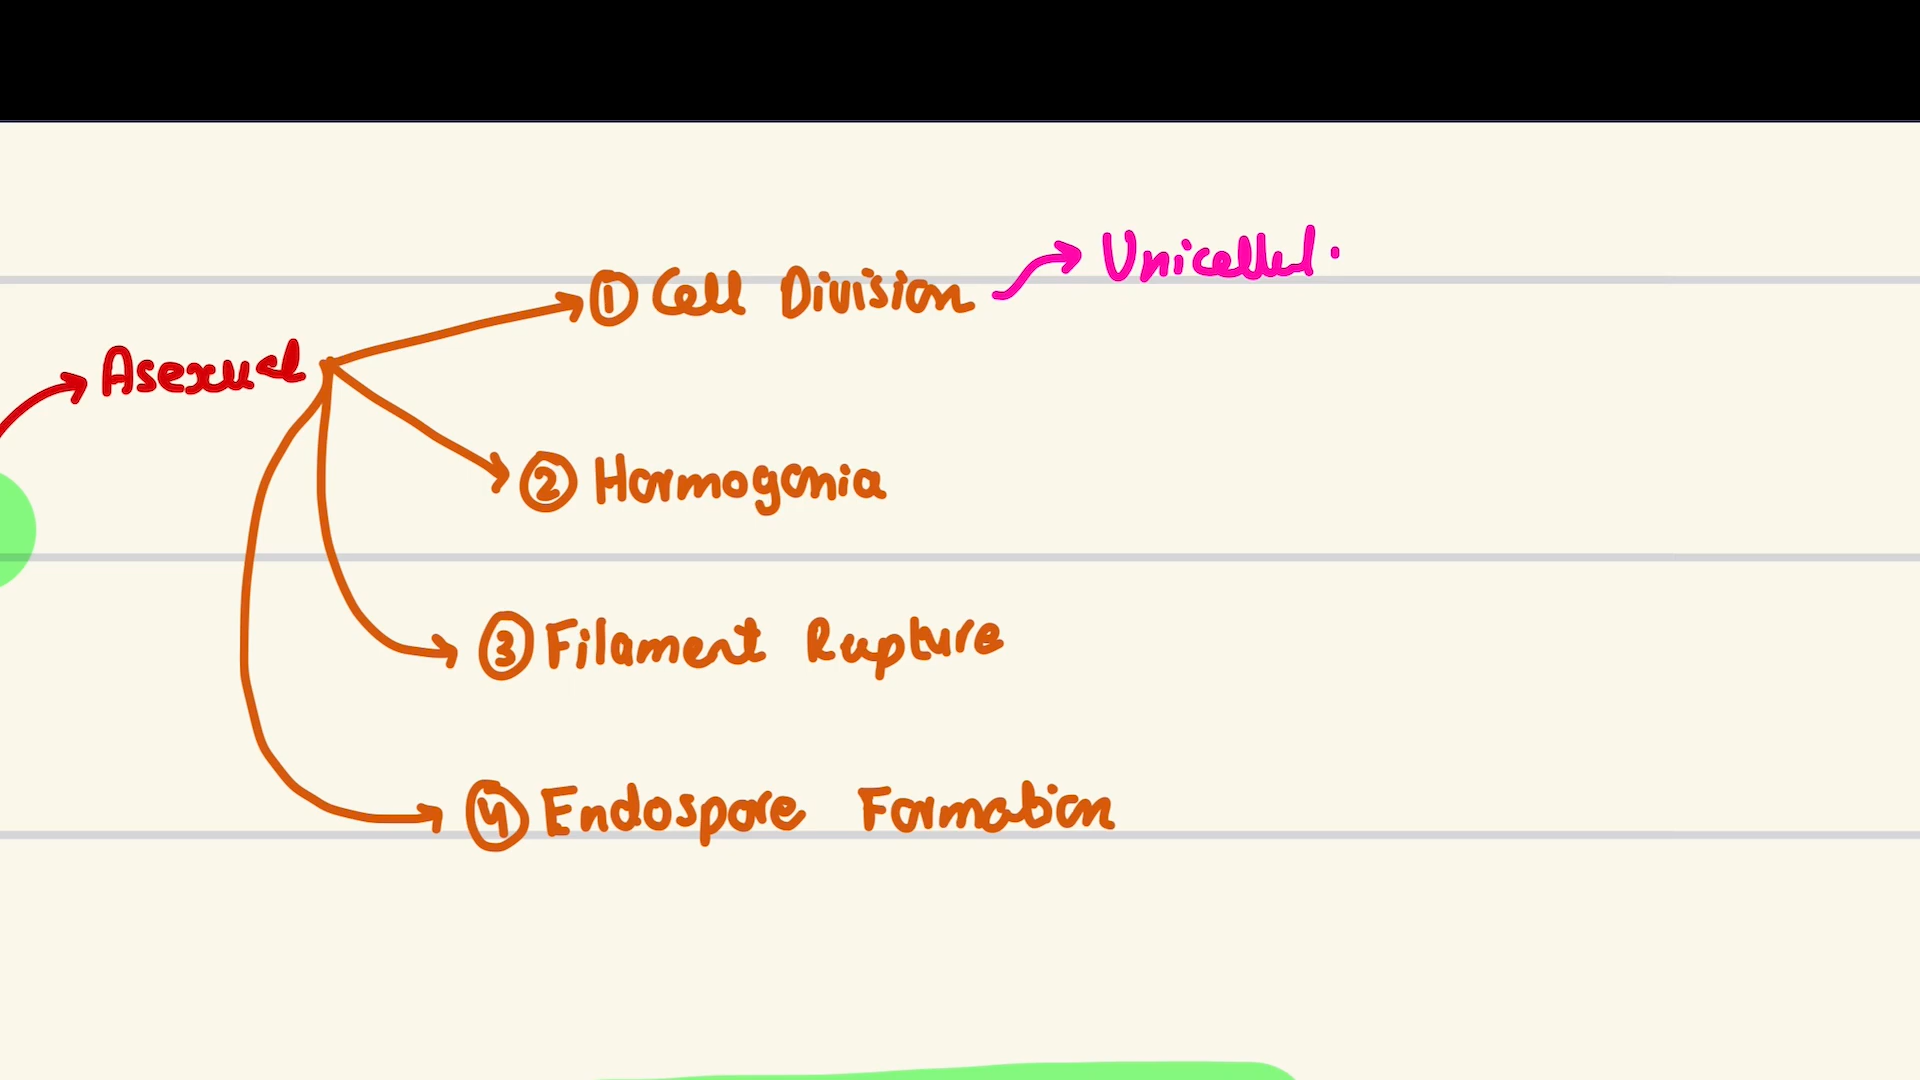 Unicelled.
① Cell Division
Asexual
② Hormogonia
③ Filament Rupture
④ Endospore Formation